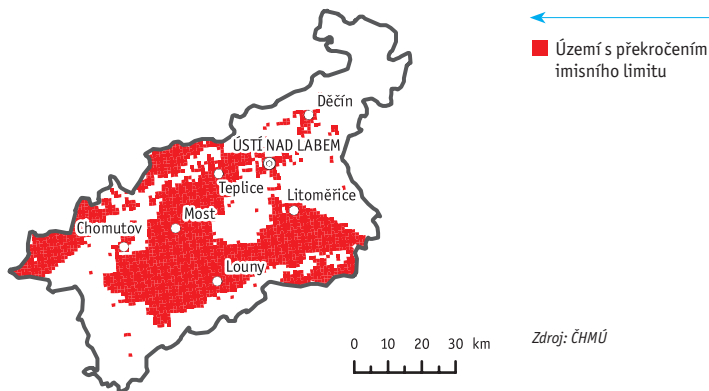 Území s překročením
imisního limitu
Děčín
ÚSTÍ NAD LABEM
Teplice
Litoměřice
Most
Chomutov
Louny
0 10 20 30 km
Zdroj: ČHMÚ